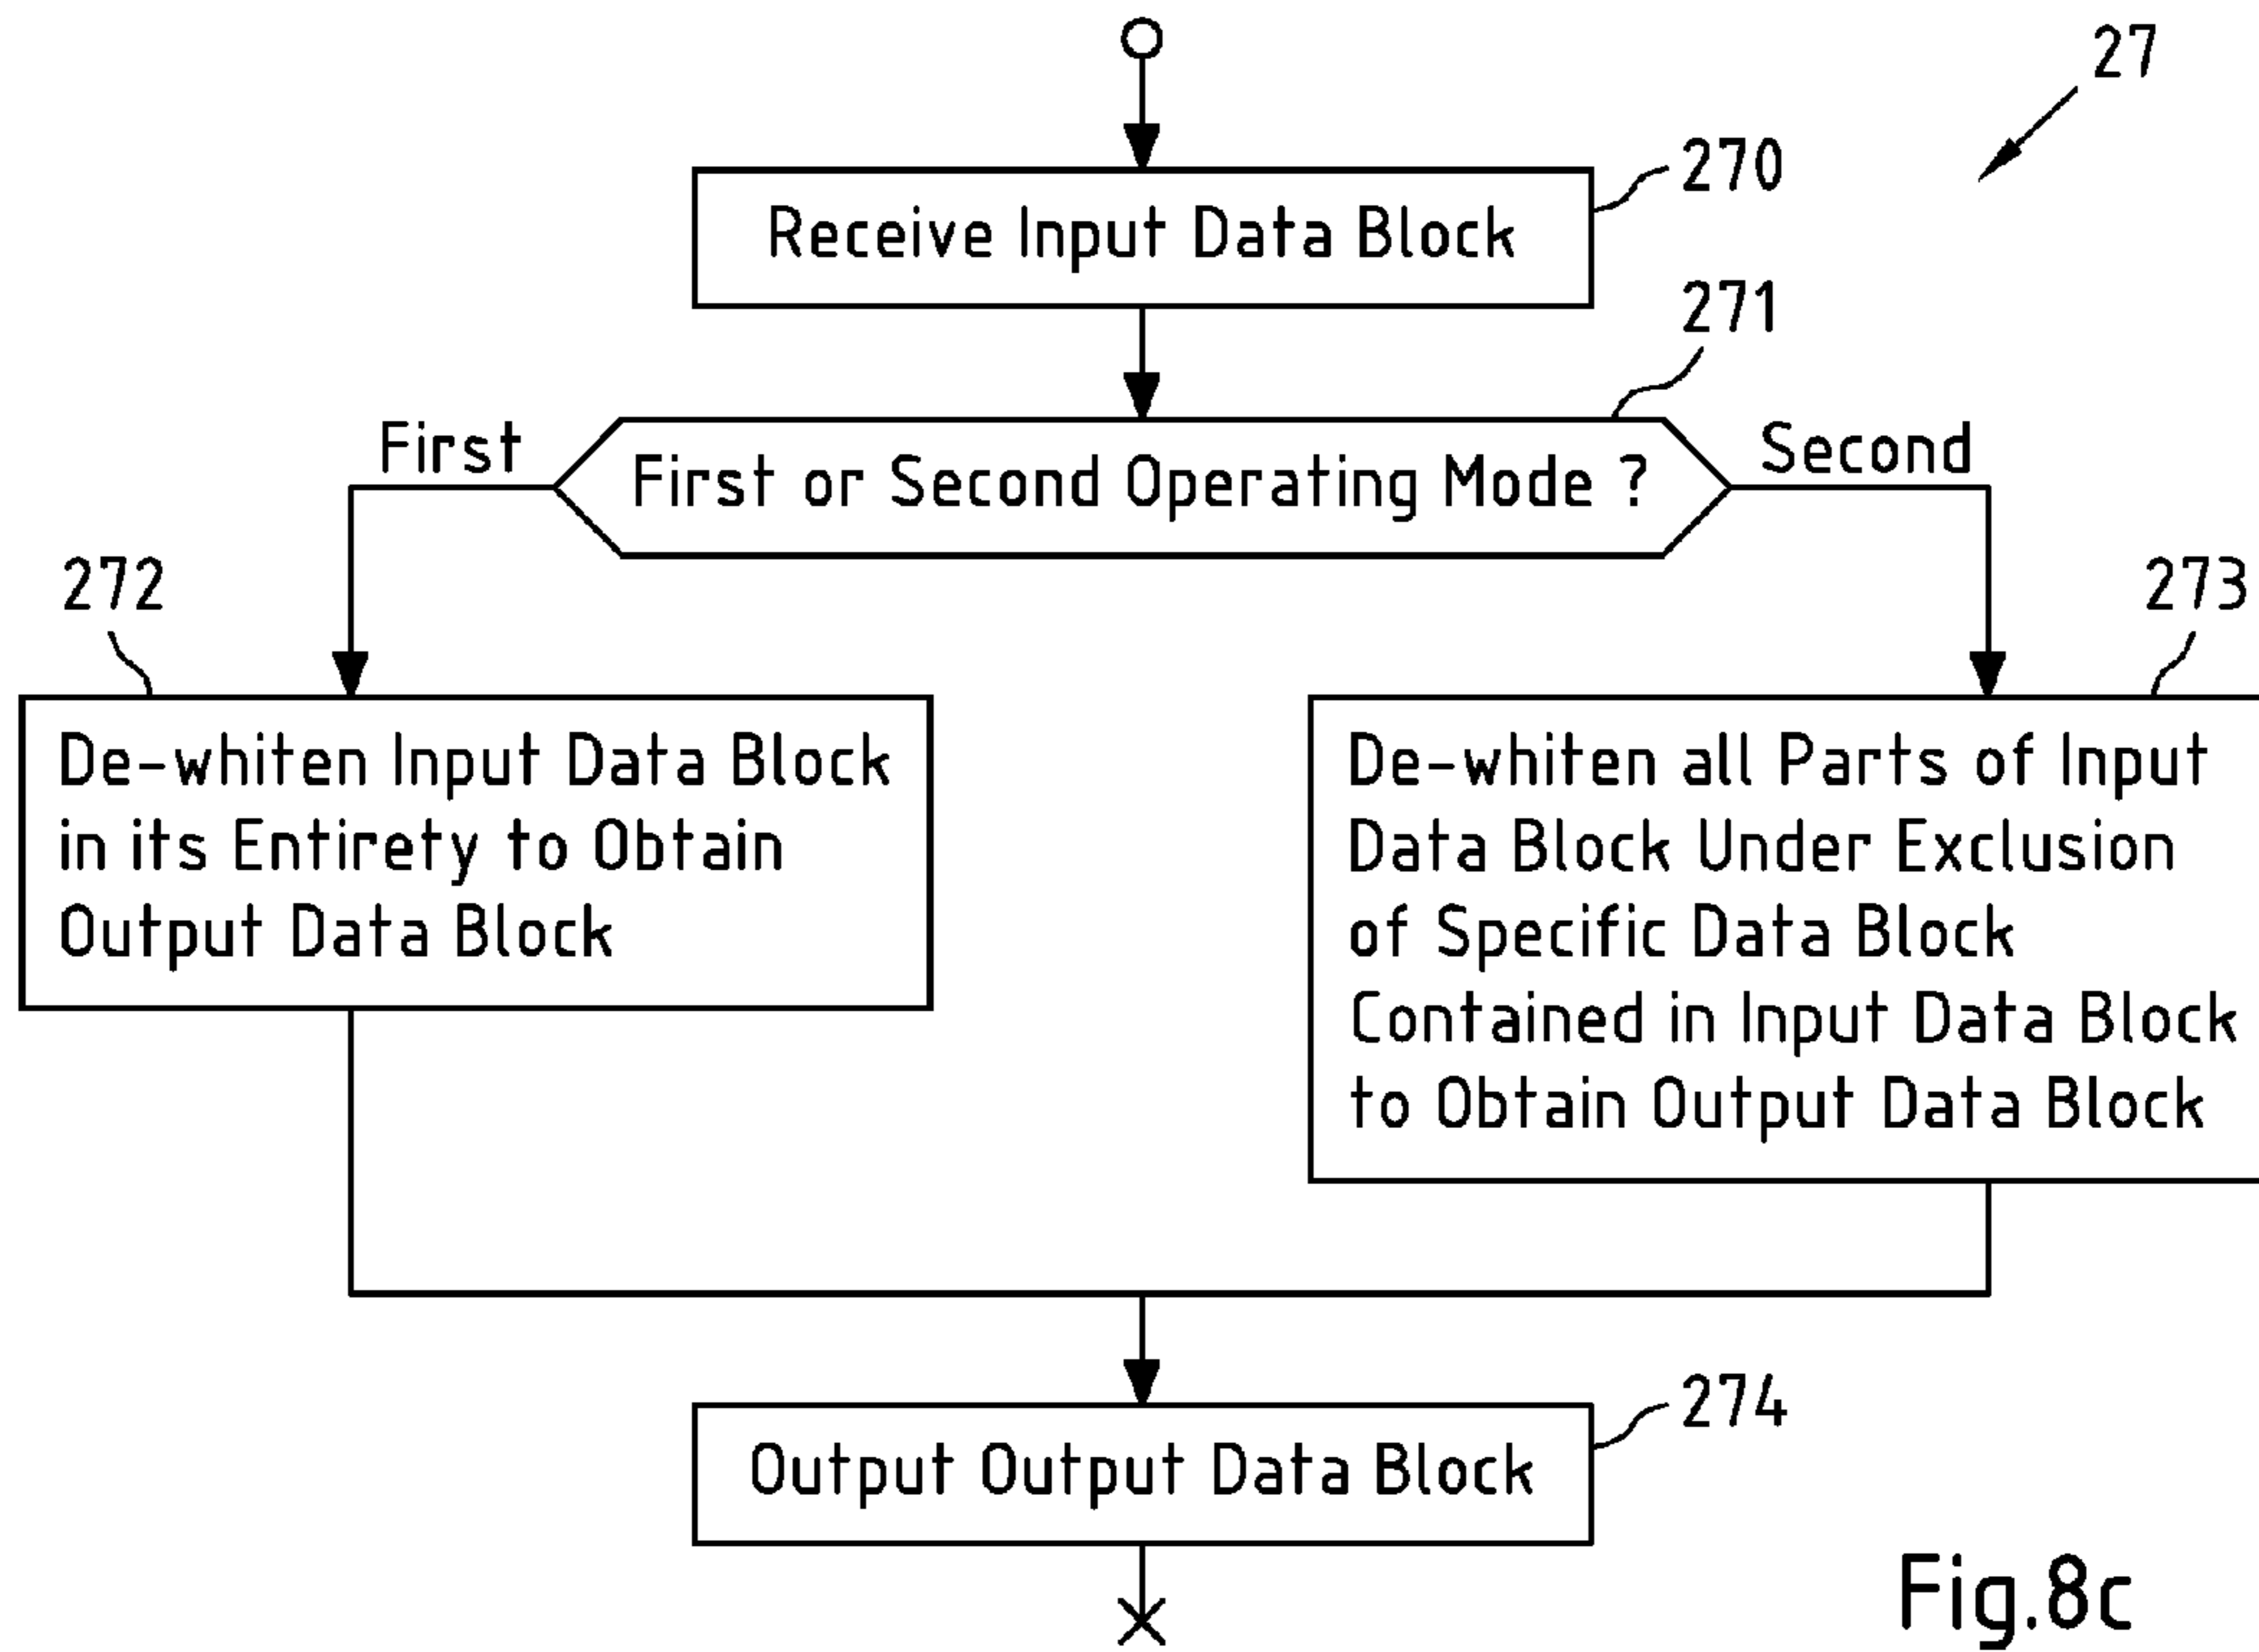 27
270
Receive Input Data Block
271
First
First or Second Operating Mode ?
Second
272
De-whiten Input Data Block
in its Entirety to Obtain
Output Data Block
273
De-whiten all Parts of Input
Data Block Under Exclusion
of Specific Data Block
Contained in Input Data Block
to Obtain Output Data Block
274
Output Output Data Block
Fig.8c